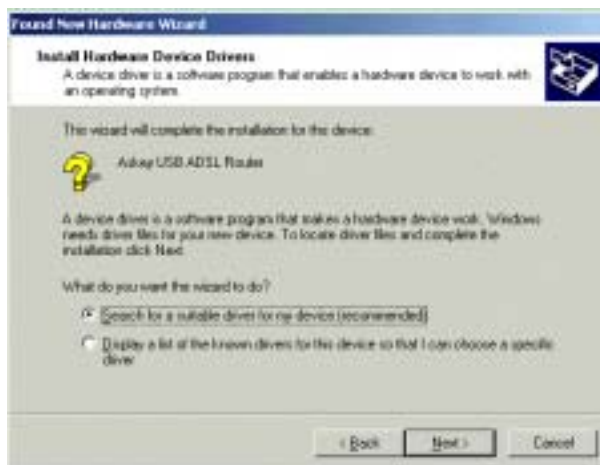 Found New Hardware Wizard
Install Hardware Device Drivers
A device driver is a software program that enables a hardware device to work with
an operating system.
This wizard will complete the installation for this device:
Askey USB ADSL Router
A device driver is a software program that makes a hardware device work. Windows
needs driver files for your new device. To locate driver files and complete the
installation click Next.
What do you want the wizard to do?
Search for a suitable driver for my device (recommended)
Display a list of the known drivers for this device so that I can choose a specific
driver
< Back
Next >
Cancel